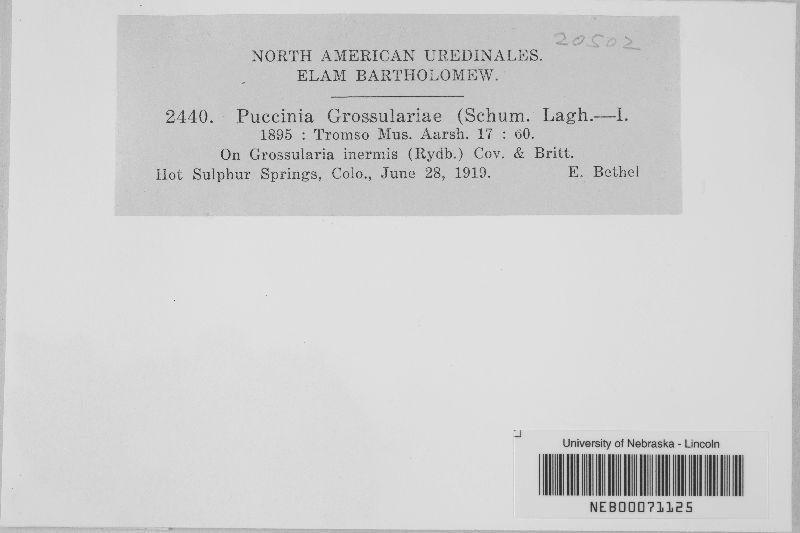 20502
NORTH AMERICAN UREDINALES.
ELAM BARTHOLOMEW.
2440. Puccinia Grossulariae (Schum. Lagh.—I.
1895 : Tromso Mus. Aarsh. 17 : 60.
On Grossularia inermis (Rydb.) Cov. & Britt.
Hot Sulphur Springs, Colo., June 28, 1919. E. Bethel
University of Nebraska - Lincoln
NEB00071125